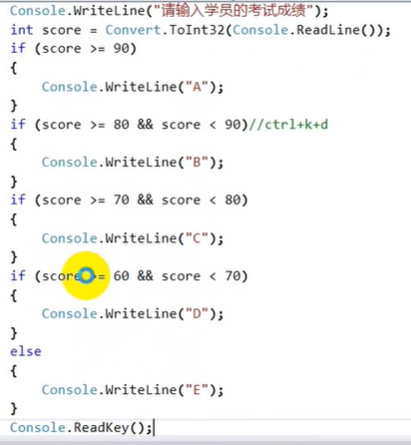 Console.WriteLine("请输入学员的考试成绩");
int score = Convert.ToInt32(Console.ReadLine());
if (score >= 90)
{
    Console.WriteLine("A");
}
if (score >= 80 && score < 90)//ctrl+k+d
{
    Console.WriteLine("B");
}
if (score >= 70 && score < 80)
{
    Console.WriteLine("C");
}
if (score >= 60 && score < 70)
{
    Console.WriteLine("D");
}
else
{
    Console.WriteLine("E");
}
Console.ReadKey();